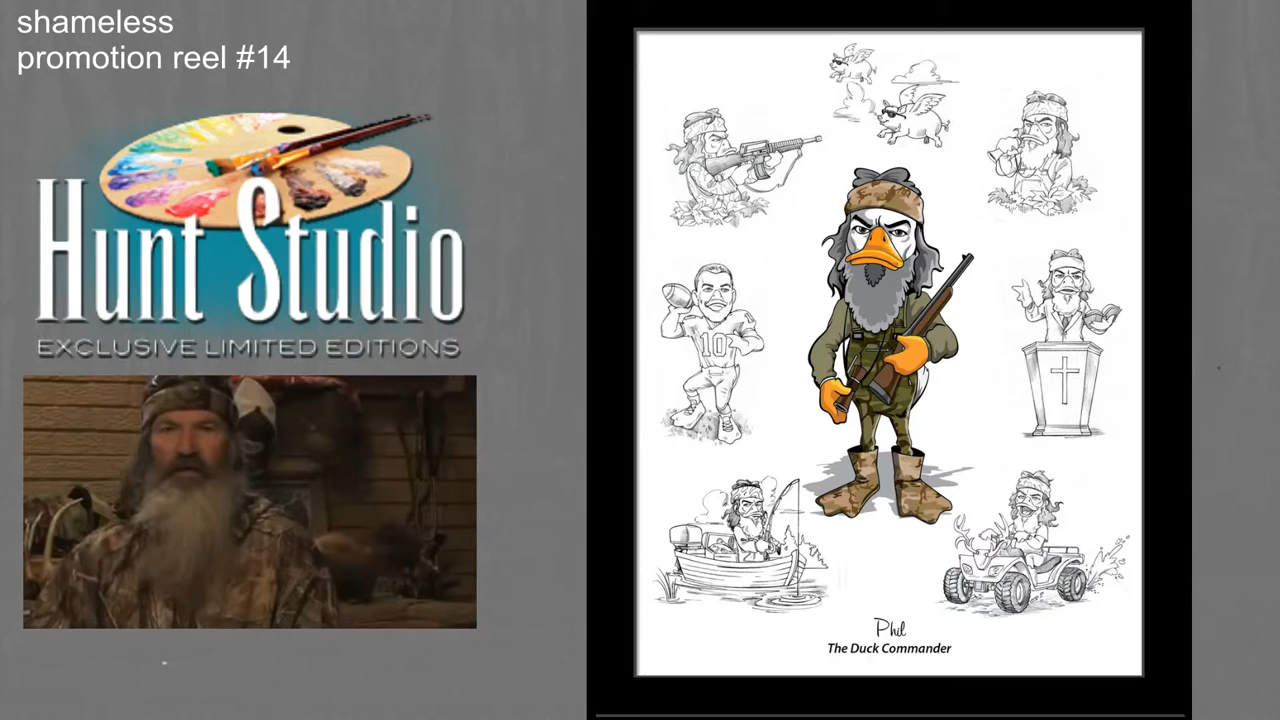 shameless
promotion reel #14
Hunt Studio
EXCLUSIVE LIMITED EDITIONS
10
Phil
The Duck Commander